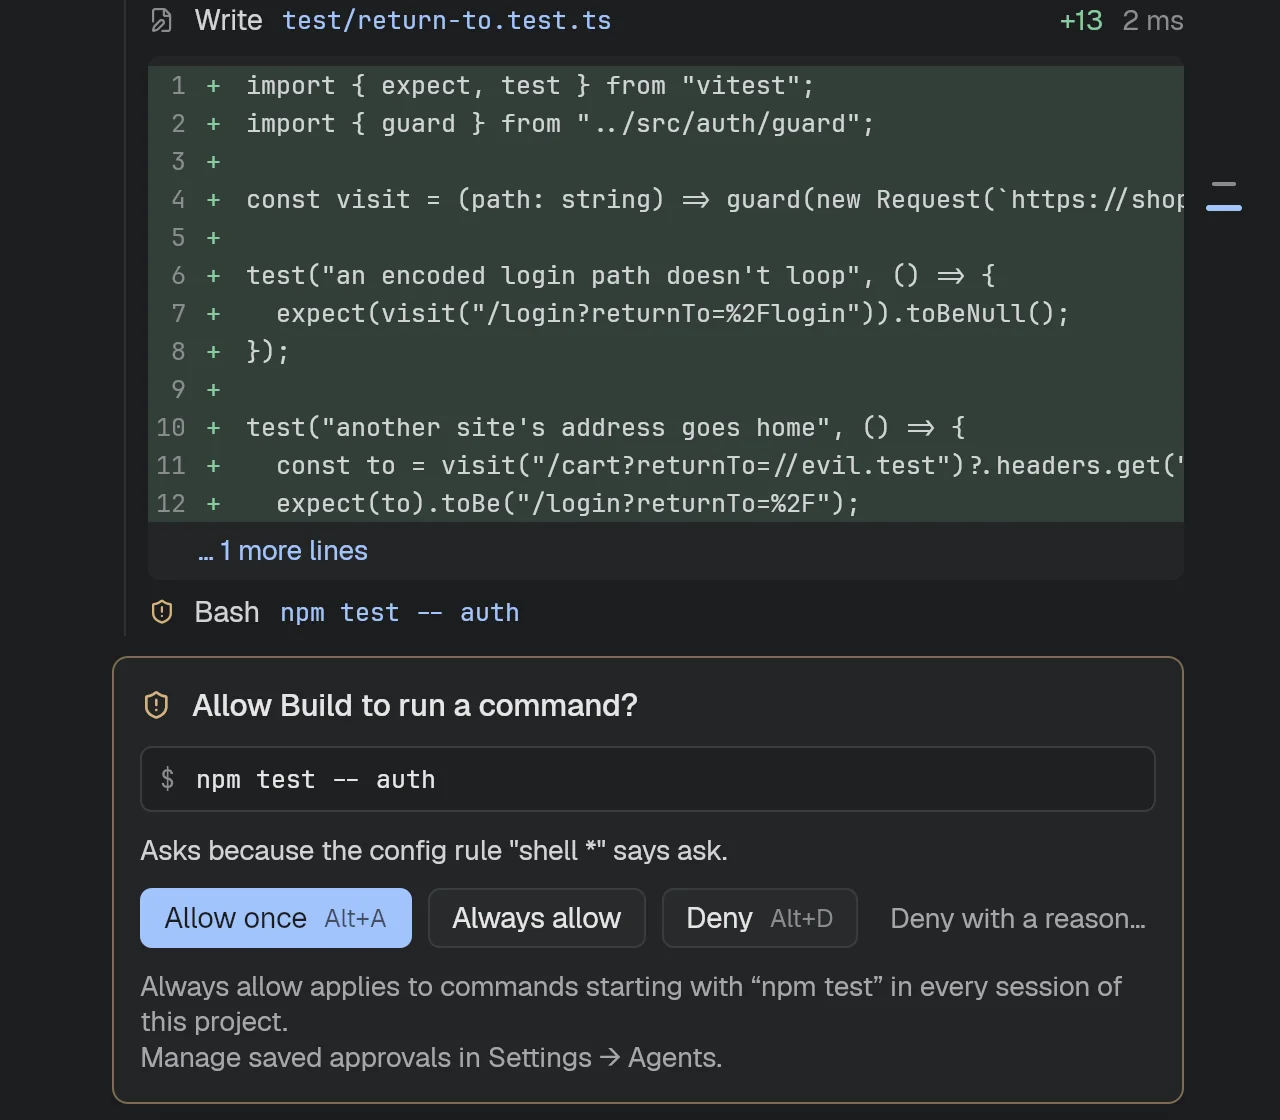 Write test/return-to.test.ts +13 2 ms
1 + import { expect, test } from "vitest";
2 + import { guard } from "../src/auth/guard";
3 +
4 + const visit = (path: string) => guard(new Request(`https://shop
5 +
6 + test("an encoded login path doesn't loop", () => {
7 +   expect(visit("/login?returnTo=%2Flogin")).toBeNull();
8 + });
9 +
10 + test("another site's address goes home", () => {
11 +   const to = visit("/cart?returnTo=//evil.test")?.headers.get("
12 +   expect(to).toBe("/login?returnTo=%2F");
… 1 more lines
Bash npm test -- auth
Allow Build to run a command?
$ npm test -- auth
Asks because the config rule "shell *" says ask.
Allow once Alt+A Always allow Deny Alt+D Deny with a reason…
Always allow applies to commands starting with “npm test” in every session of
this project.
Manage saved approvals in Settings → Agents.